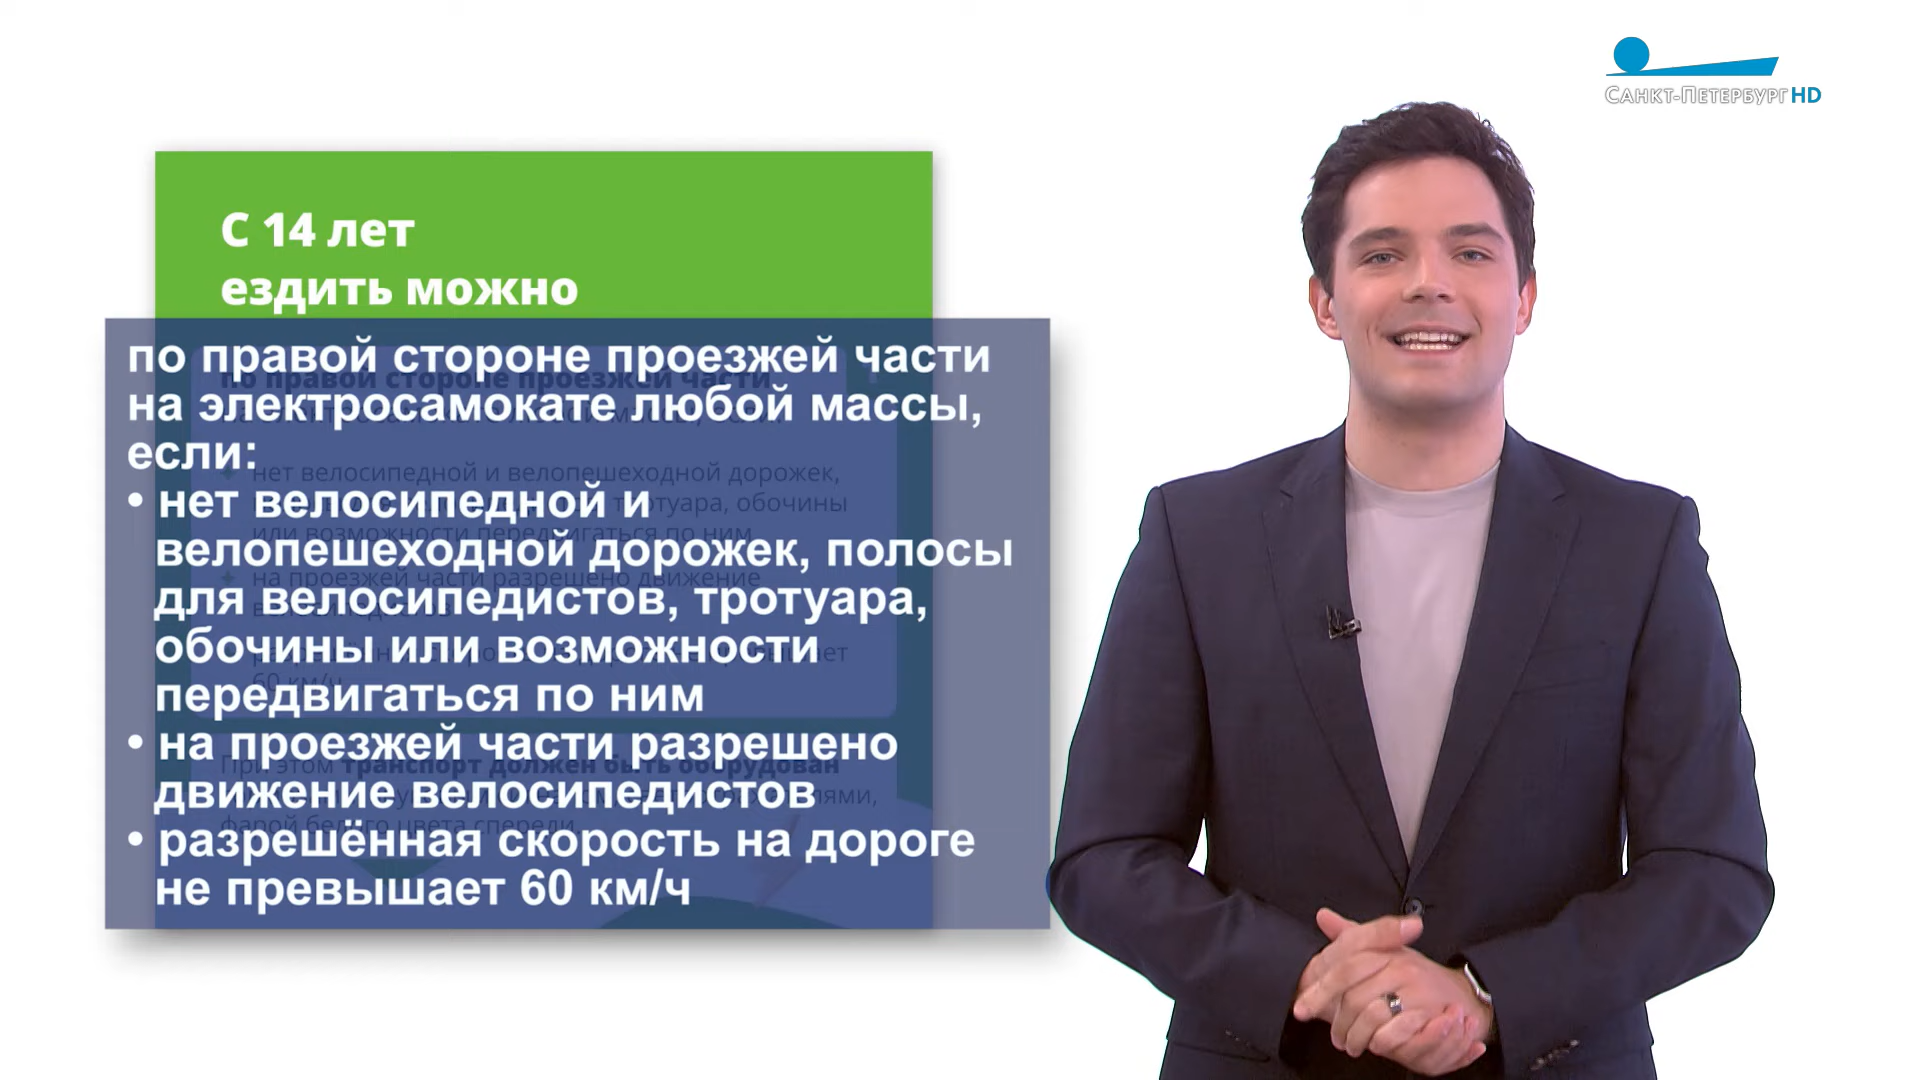 САНКТ-ПЕТЕРБУРГ HD
С 14 лет
ездить можно
по правой стороне проезжей части
на электросамокате любой массы,
если:
• нет велосипедной и
велопешеходной дорожек, полосы
для велосипедистов, тротуара,
обочины или возможности
передвигаться по ним
• на проезжей части разрешено
движение велосипедистов
• разрешённая скорость на дороге
не превышает 60 км/ч